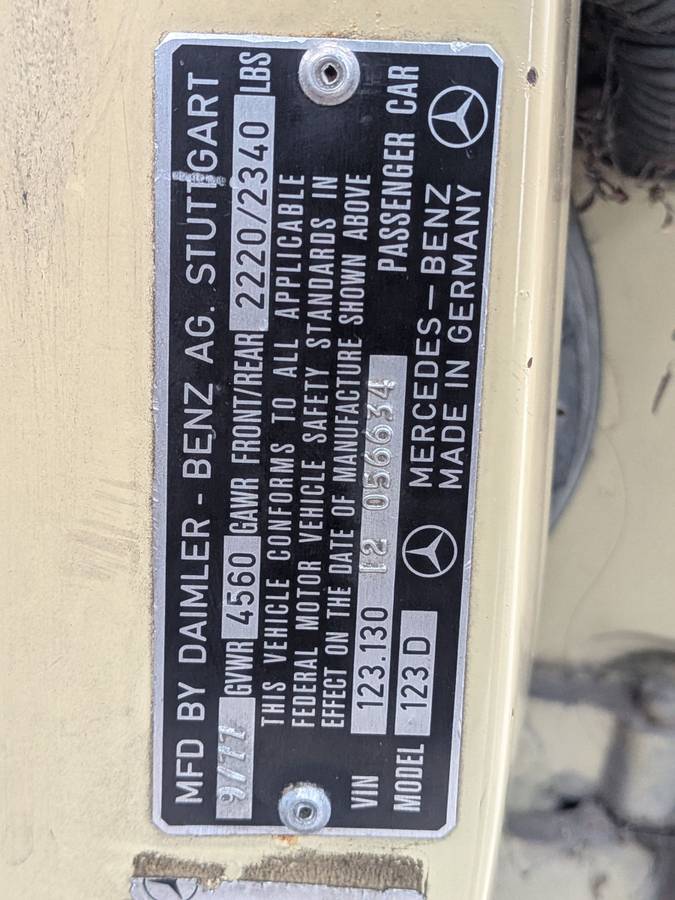 MFD BY DAIMLER - BENZ AG. STUTTGART
9/77 GVWR 4560 GAWR FRONT/REAR 2220/2340 LBS
THIS VEHICLE CONFORMS TO ALL APPLICABLE
FEDERAL MOTOR VEHICLE SAFETY STANDARDS IN
EFFECT ON THE DATE OF MANUFACTURE SHOWN ABOVE
VIN 123.130 12 056634 PASSENGER CAR
MODEL 123 D MERCEDES-BENZ
MADE IN GERMANY